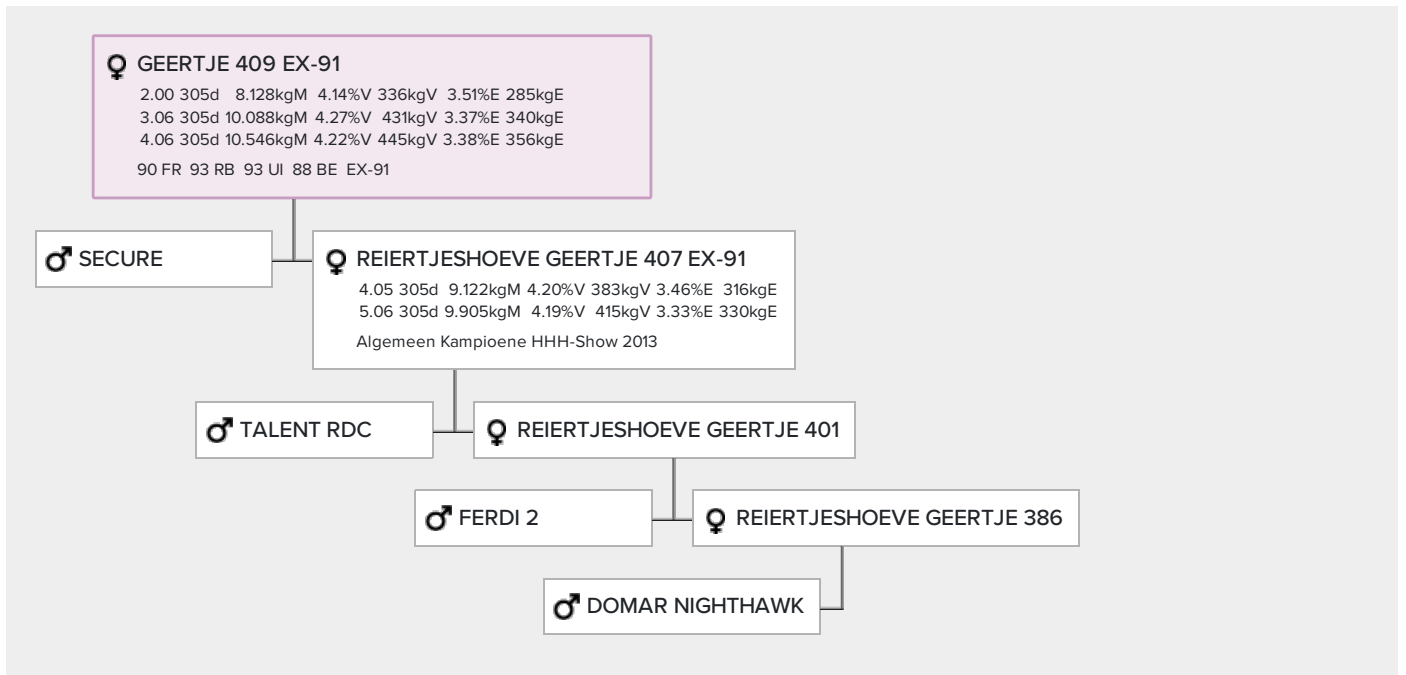 GEERTJE 409 EX-91
2.00 305d 8.128kgM 4.14%V 336kgV 3.51%E 285kgE
3.06 305d 10.088kgM 4.27%V 431kgV 3.37%E 340kgE
4.06 305d 10.546kgM 4.22%V 445kgV 3.38%E 356kgE
90 FR 93 RB 93 UI 88 BE EX-91
SECURE
REIERTJESHOEVE GEERTJE 407 EX-91
4.05 305d 9.122kgM 4.20%V 383kgV 3.46%E 316kgE
5.06 305d 9.905kgM 4.19%V 415kgV 3.33%E 330kgE
Algemeen Kampioene HHH-Show 2013
TALENT RDC
REIERTJESHOEVE GEERTJE 401
FERDI 2
REIERTJESHOEVE GEERTJE 386
DOMAR NIGHTHAWK